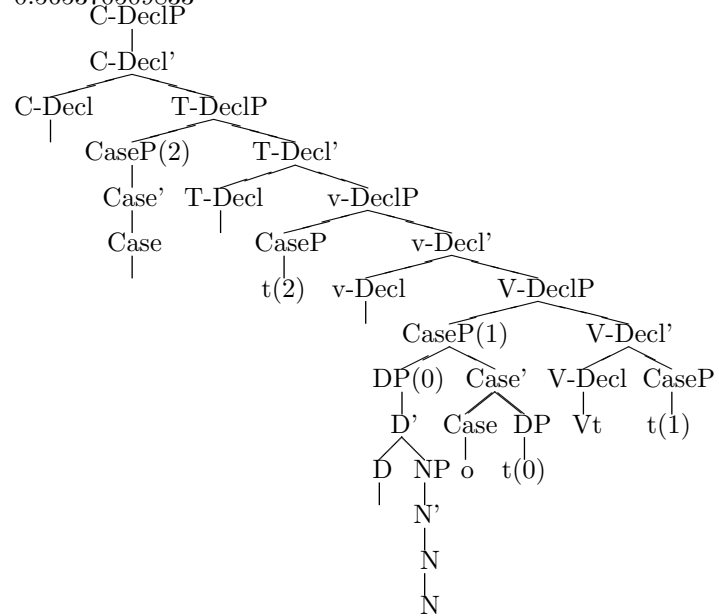 C-DeclP
C-Decl'
C-Decl T-DeclP
CaseP(2) T-Decl'
Case' T-Decl v-DeclP
Case CaseP v-Decl'
t(2) v-Decl V-DeclP
CaseP(1) V-Decl'
DP(0) Case' V-Decl CaseP
D' Case DP Vt t(1)
D NP o t(0)
N'
N
N